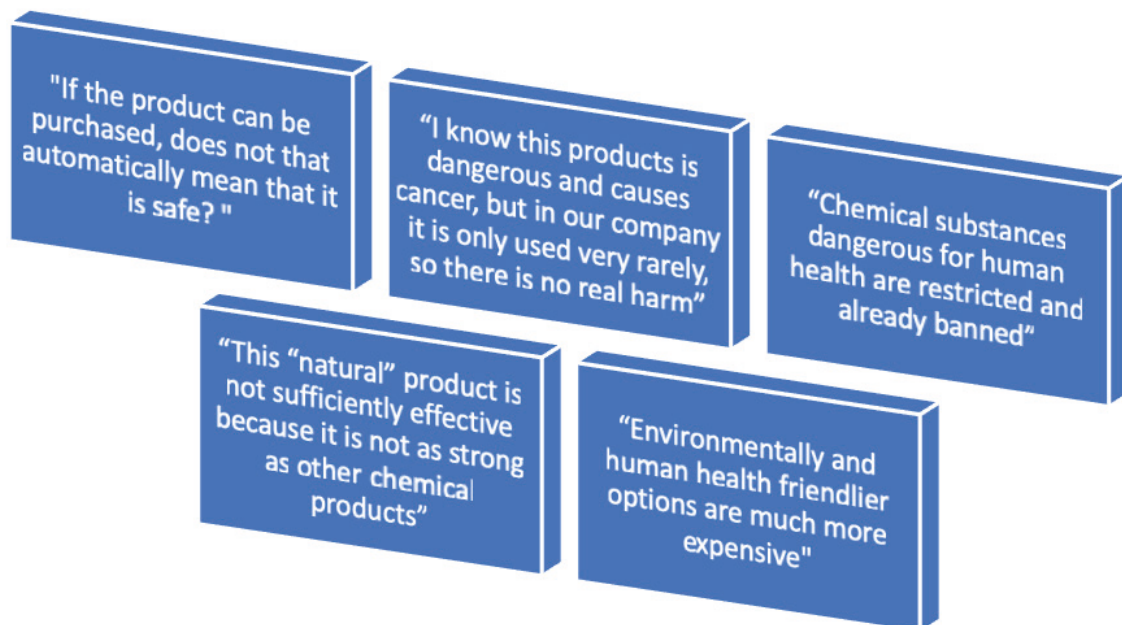 "If the product can be
purchased, does not that
automatically mean that it
is safe? "
“I know this products is
dangerous and causes
cancer, but in our company
it is only used very rarely,
so there is no real harm”
“Chemical substances
dangerous for human
health are restricted and
already banned”
“This “natural” product is
not sufficiently effective
because it is not as strong
as other chemical
products”
“Environmentally and
human health friendlier
options are much more
expensive"